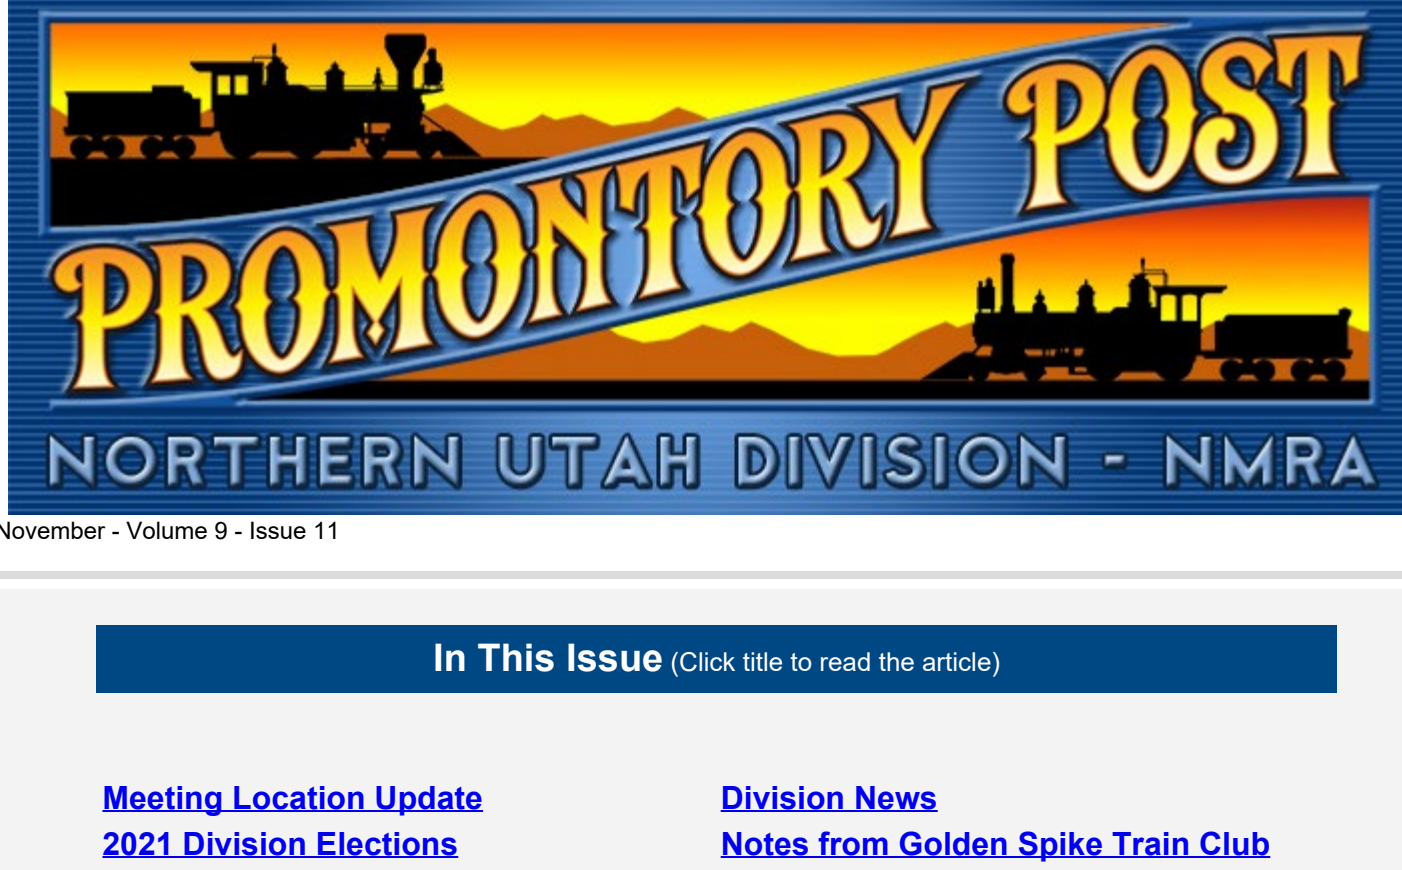 PROMONTORY POST
NORTHERN UTAH DIVISION - NMRA
November - Volume 9 - Issue 11
In This Issue (Click title to read the article)
Meeting Location Update
2021 Division Elections
Division News
Notes from Golden Spike Train Club